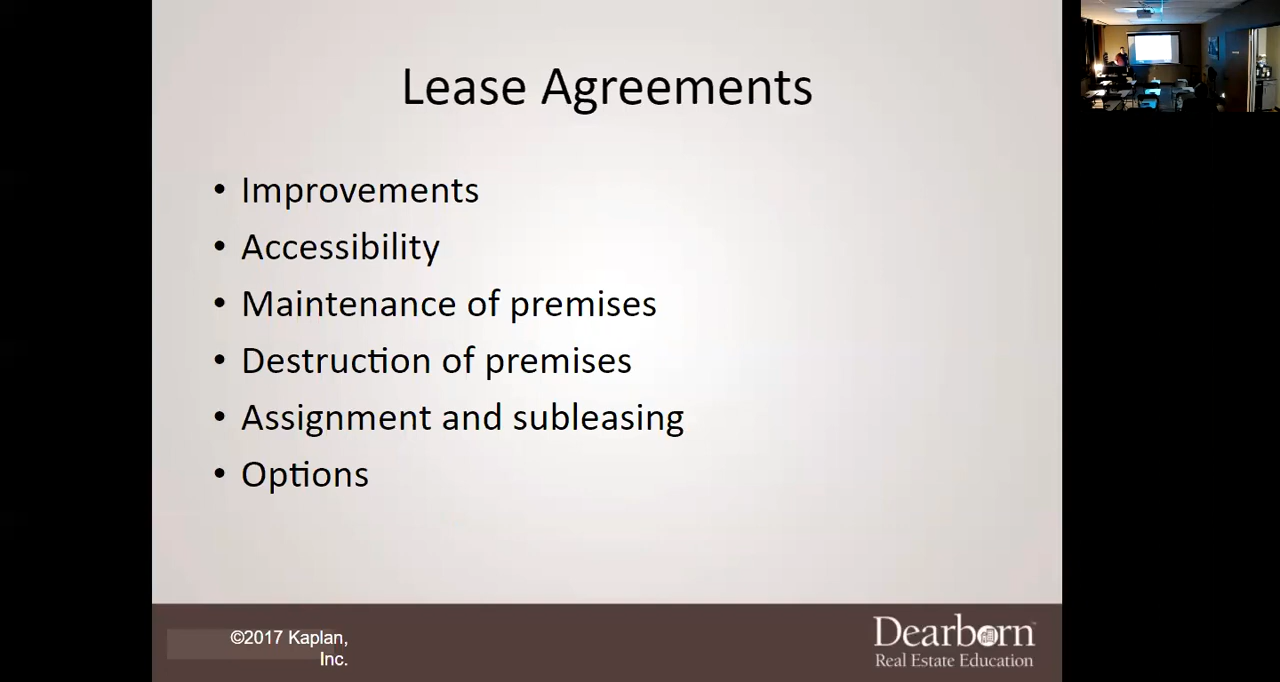 Lease Agreements
• Improvements
• Accessibility
• Maintenance of premises
• Destruction of premises
• Assignment and subleasing
• Options
©2017 Kaplan,
Inc.
Dearborn™
Real Estate Education